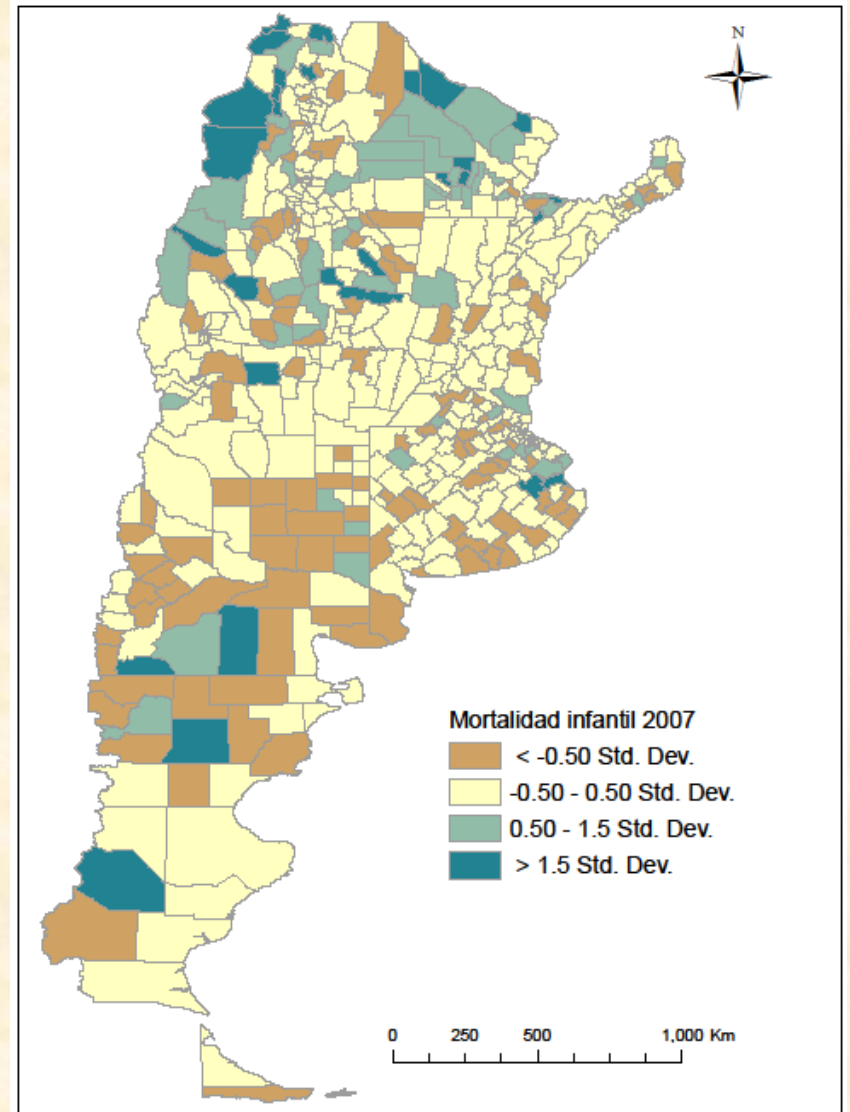 N
Mortalidad infantil 2007
< -0.50 Std. Dev.
-0.50 - 0.50 Std. Dev.
0.50 - 1.5 Std. Dev.
> 1.5 Std. Dev.
0 250 500 1,000 Km